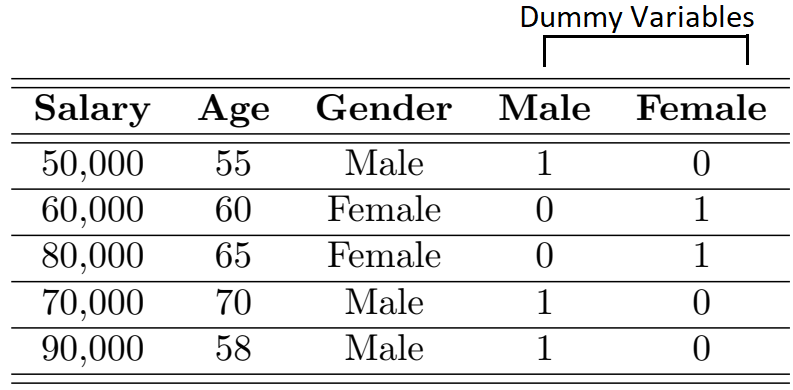 Dummy Variables
Salary Age Gender Male Female
50,000 55 Male 1 0
60,000 60 Female 0 1
80,000 65 Female 0 1
70,000 70 Male 1 0
90,000 58 Male 1 0